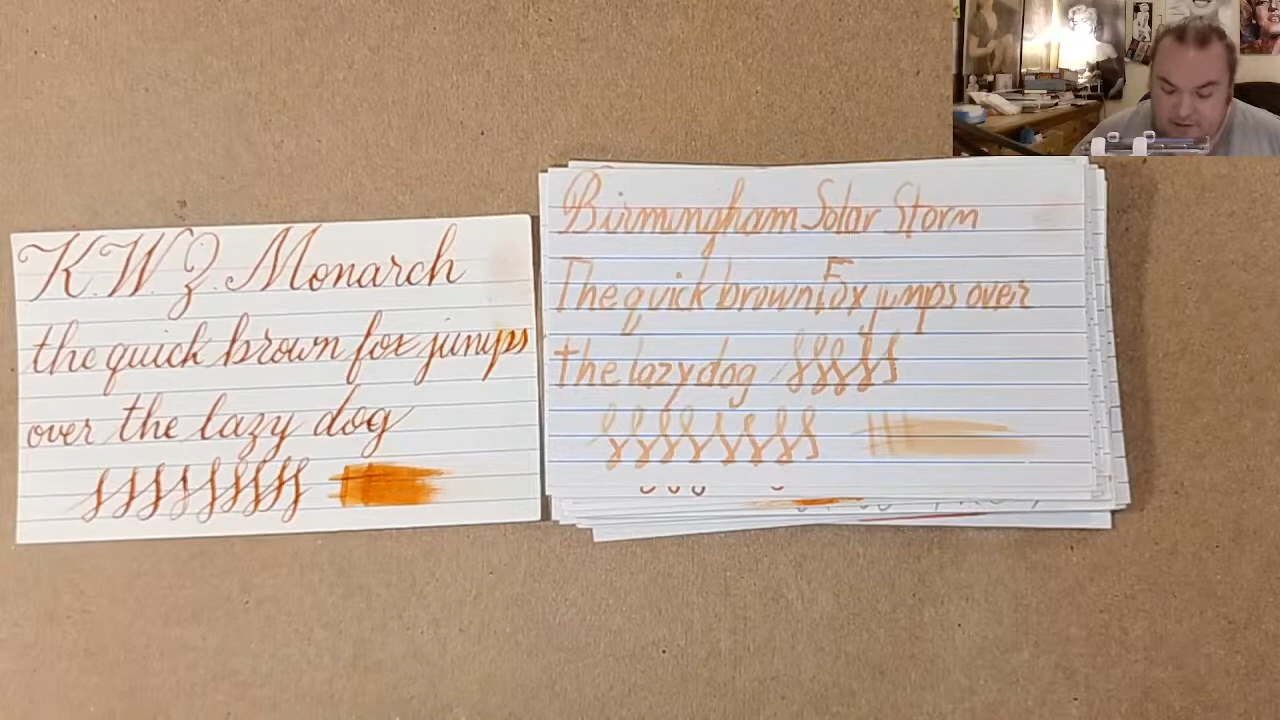 K.W.Z. Monarch
the quick brown fox jumps
over the lazy dog
Birmingham Solar Storm
The quick brown Fox jumps over
the lazy dog